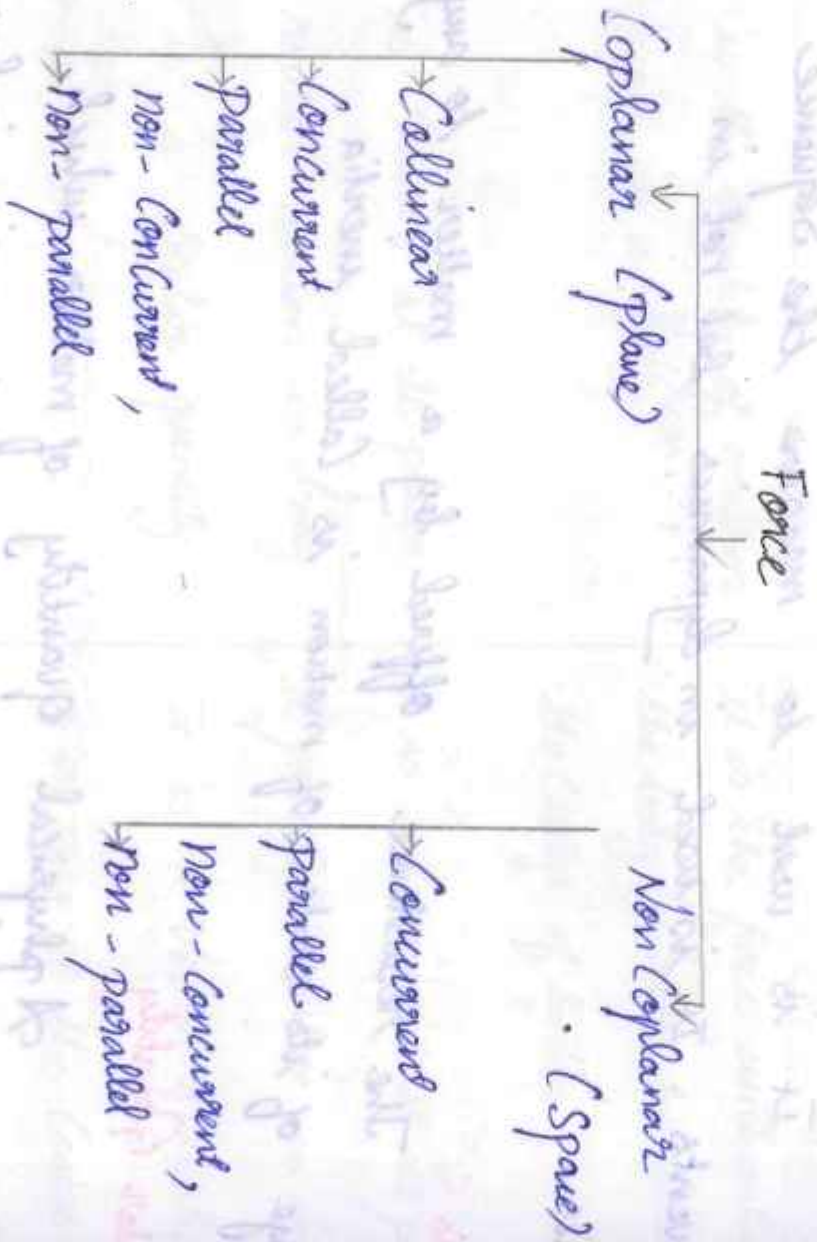 Force
Coplanar (plane)
Collinear
Concurrent
parallel
non-Concurrent,
non-parallel
Non Coplanar
(Space)
Concurrent
parallel
non-Concurrent,
non-parallel